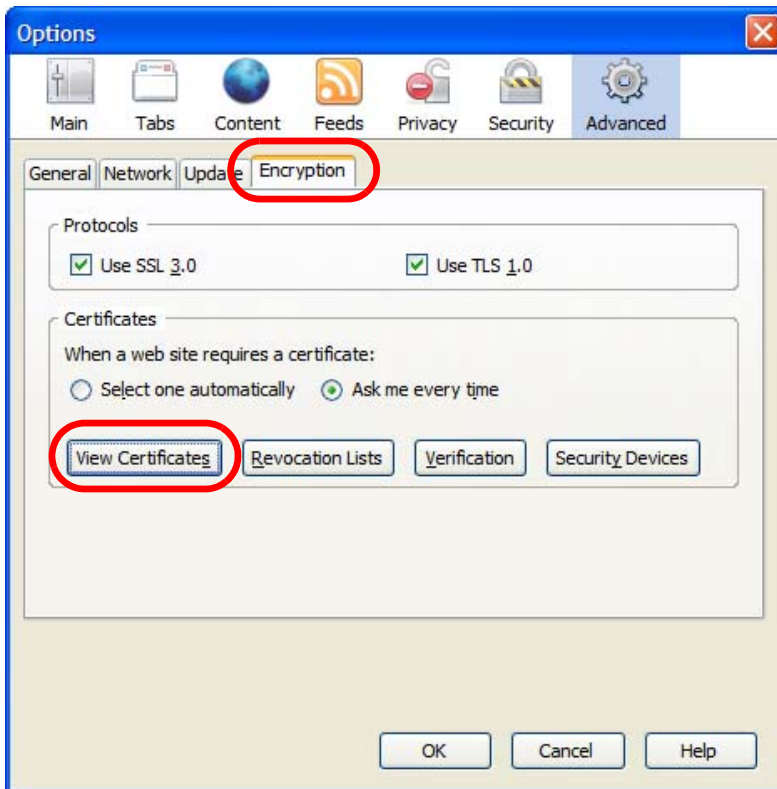 Options
Main Tabs Content Feeds Privacy Security Advanced
General Network Update Encryption
Protocols
Use SSL 3.0 Use TLS 1.0
Certificates
When a web site requires a certificate:
Select one automatically Ask me every time
View Certificates Revocation Lists Verification Security Devices
OK Cancel Help